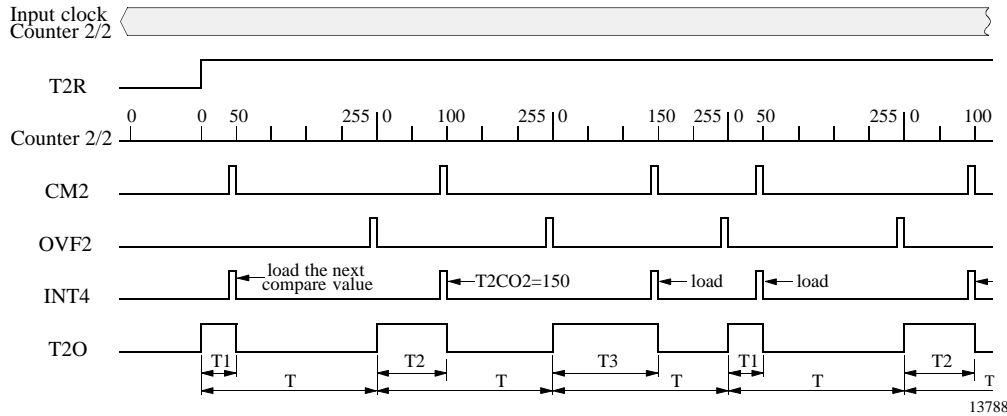 Input clock
Counter 2/2
T2R
0 0 50 255 0 100 255 0 150 255 0 50 255 0 100
Counter 2/2
CM2
OVF2
load the next
compare value
T2CO2=150
load
load
INT4
T2O
T1 T2 T3 T1 T2
T T T T T
13788